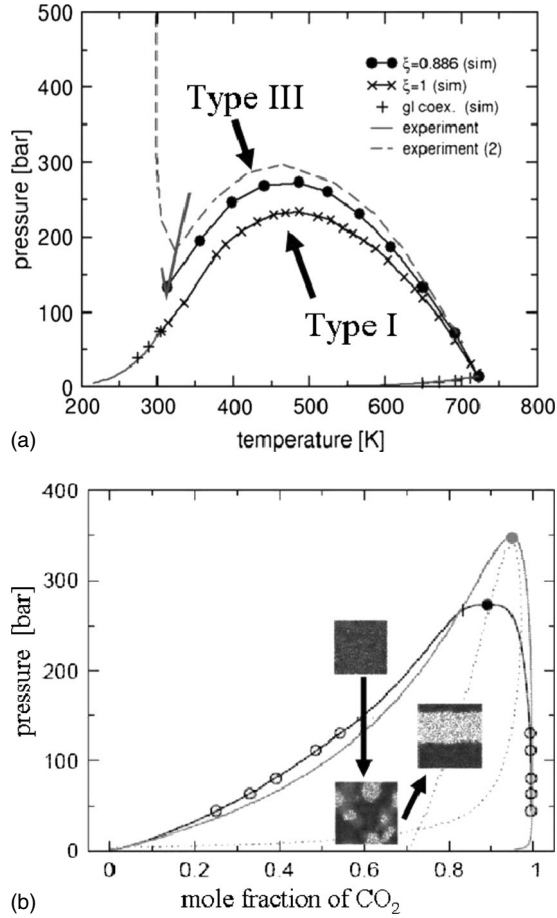 500
400
300
200
100
0
pressure [bar]
200 300 400 500 600 700 800
temperature [K]
Type III
Type I
ξ=0.886 (sim)
ξ=1 (sim)
gl coex. (sim)
experiment
experiment (2)
(a)
400
300
200
100
0
pressure [bar]
0 0.2 0.4 0.6 0.8 1
mole fraction of CO₂
(b)